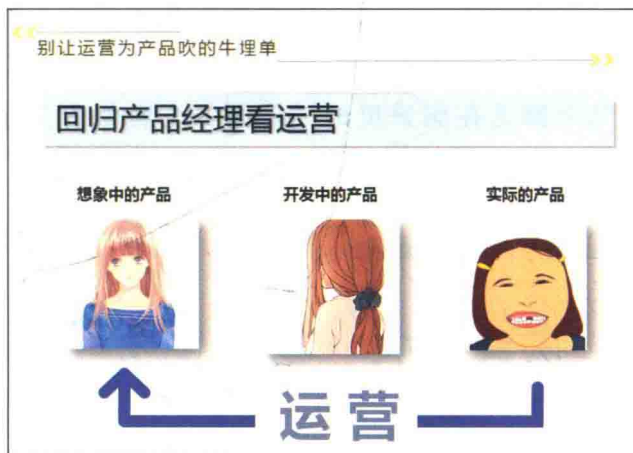 别让运营为产品吹的牛埋单
回归产品经理看运营
想象中的产品 开发中的产品 实际的产品
运营